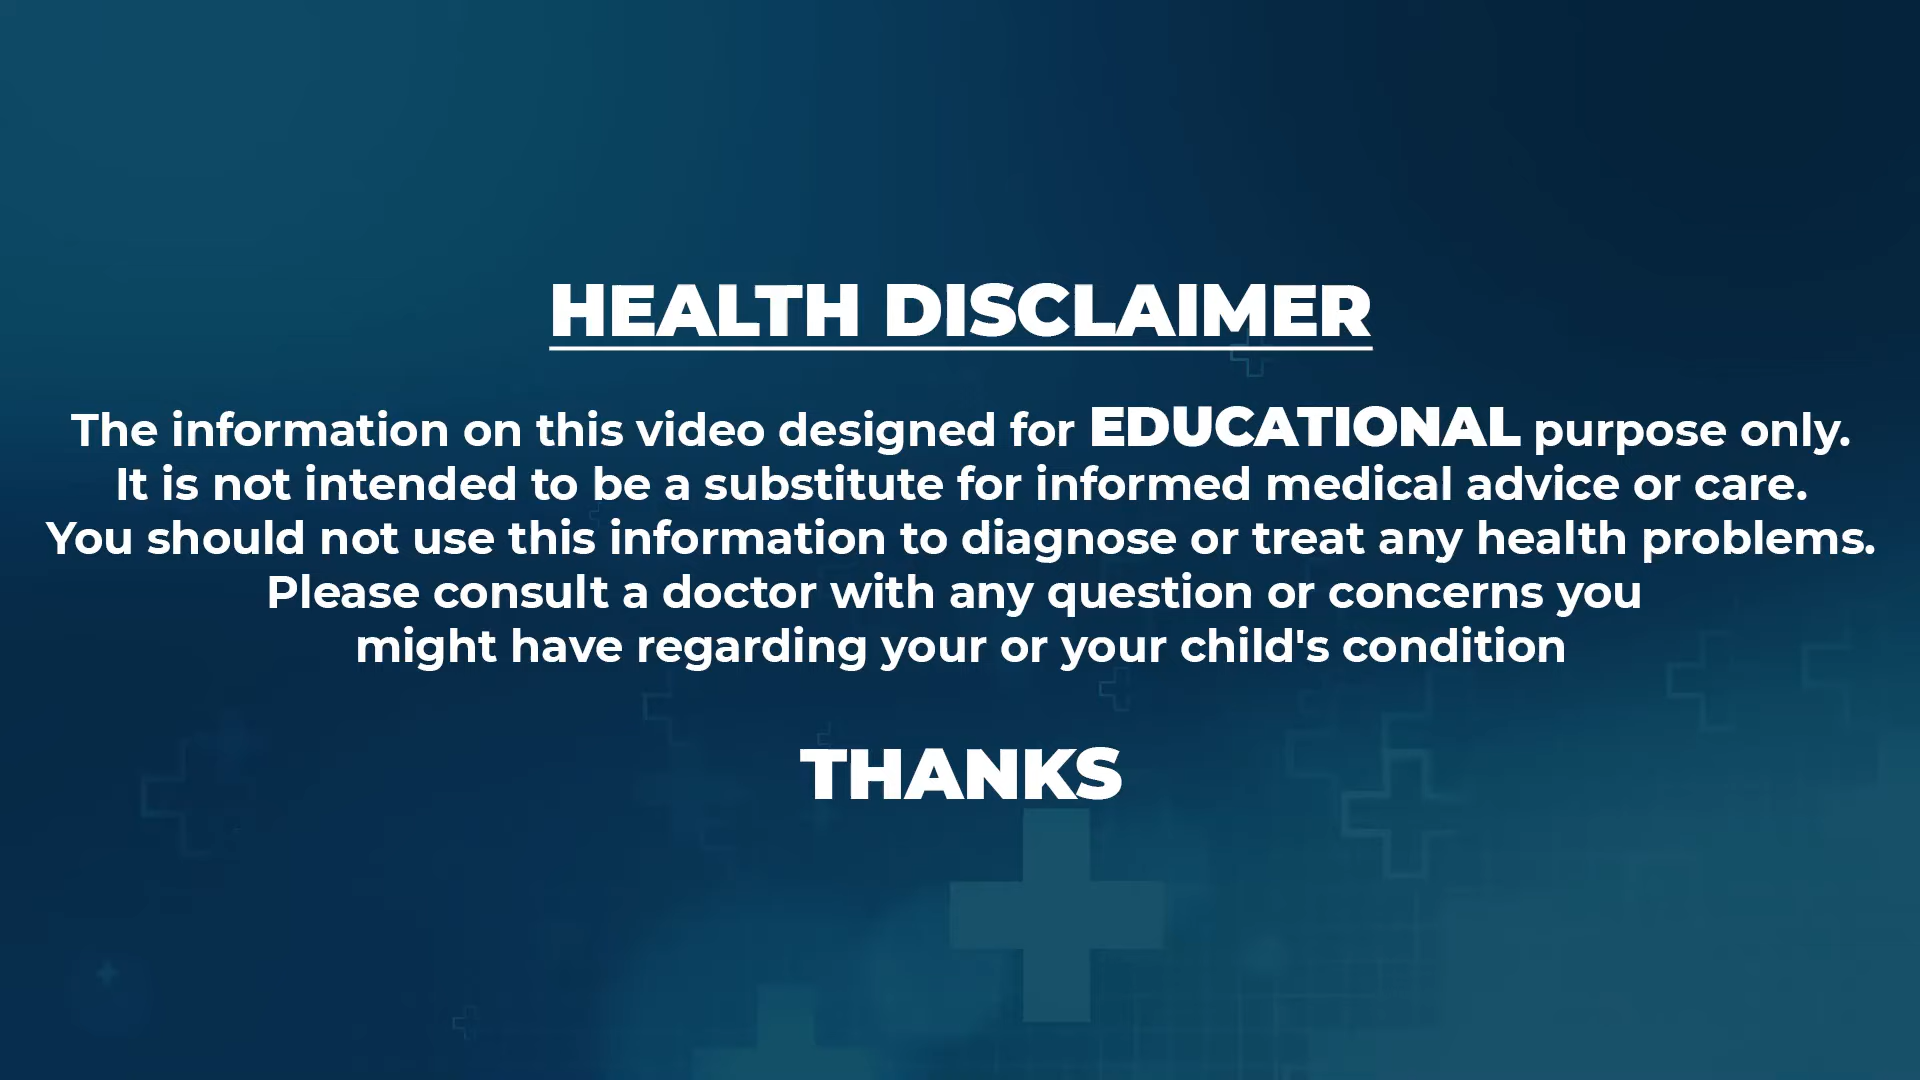 HEALTH DISCLAIMER
The information on this video designed for EDUCATIONAL purpose only.
It is not intended to be a substitute for informed medical advice or care.
You should not use this information to diagnose or treat any health problems.
Please consult a doctor with any question or concerns you
might have regarding your or your child's condition
THANKS